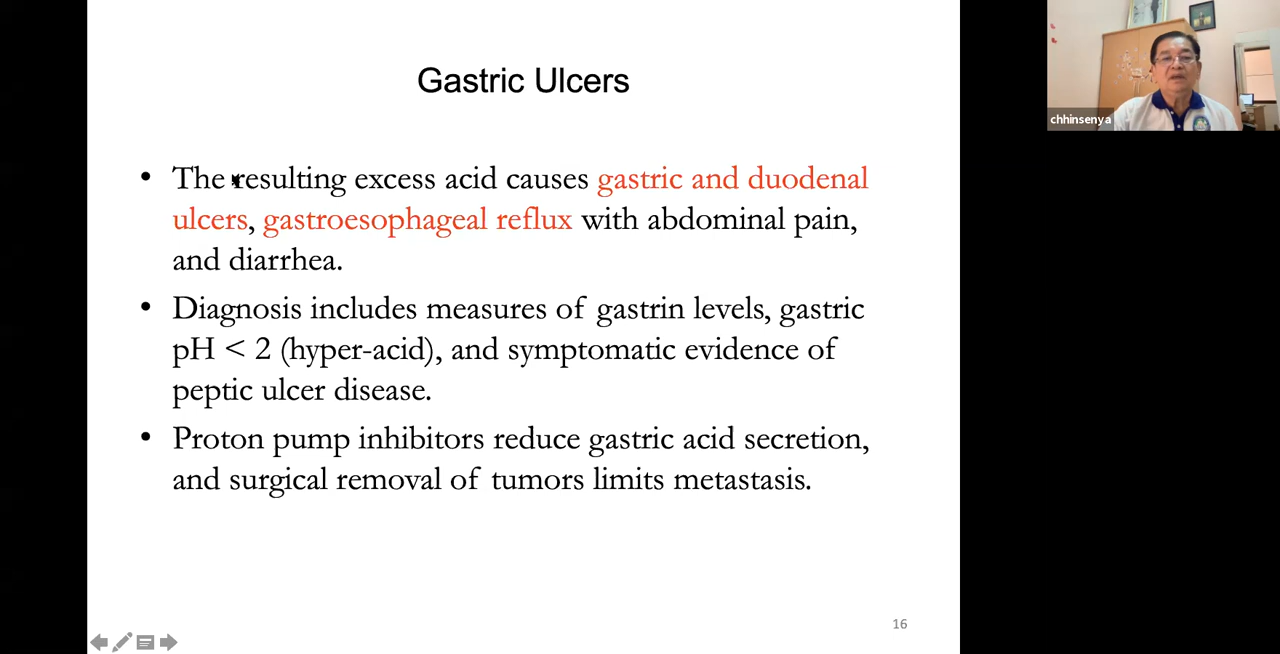 Gastric Ulcers
• The resulting excess acid causes gastric and duodenal
ulcers, gastroesophageal reflux with abdominal pain,
and diarrhea.
• Diagnosis includes measures of gastrin levels, gastric
pH < 2 (hyper-acid), and symptomatic evidence of
peptic ulcer disease.
• Proton pump inhibitors reduce gastric acid secretion,
and surgical removal of tumors limits metastasis.
16
chhinsenya